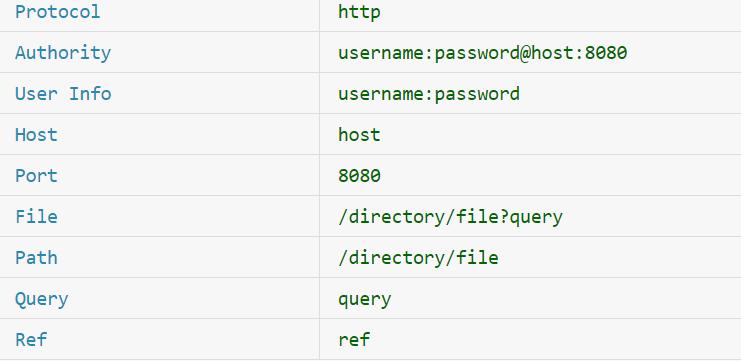 Protocol http
Authority username:password@host:8080
User Info username:password
Host host
Port 8080
File /directory/file?query
Path /directory/file
Query query
Ref ref